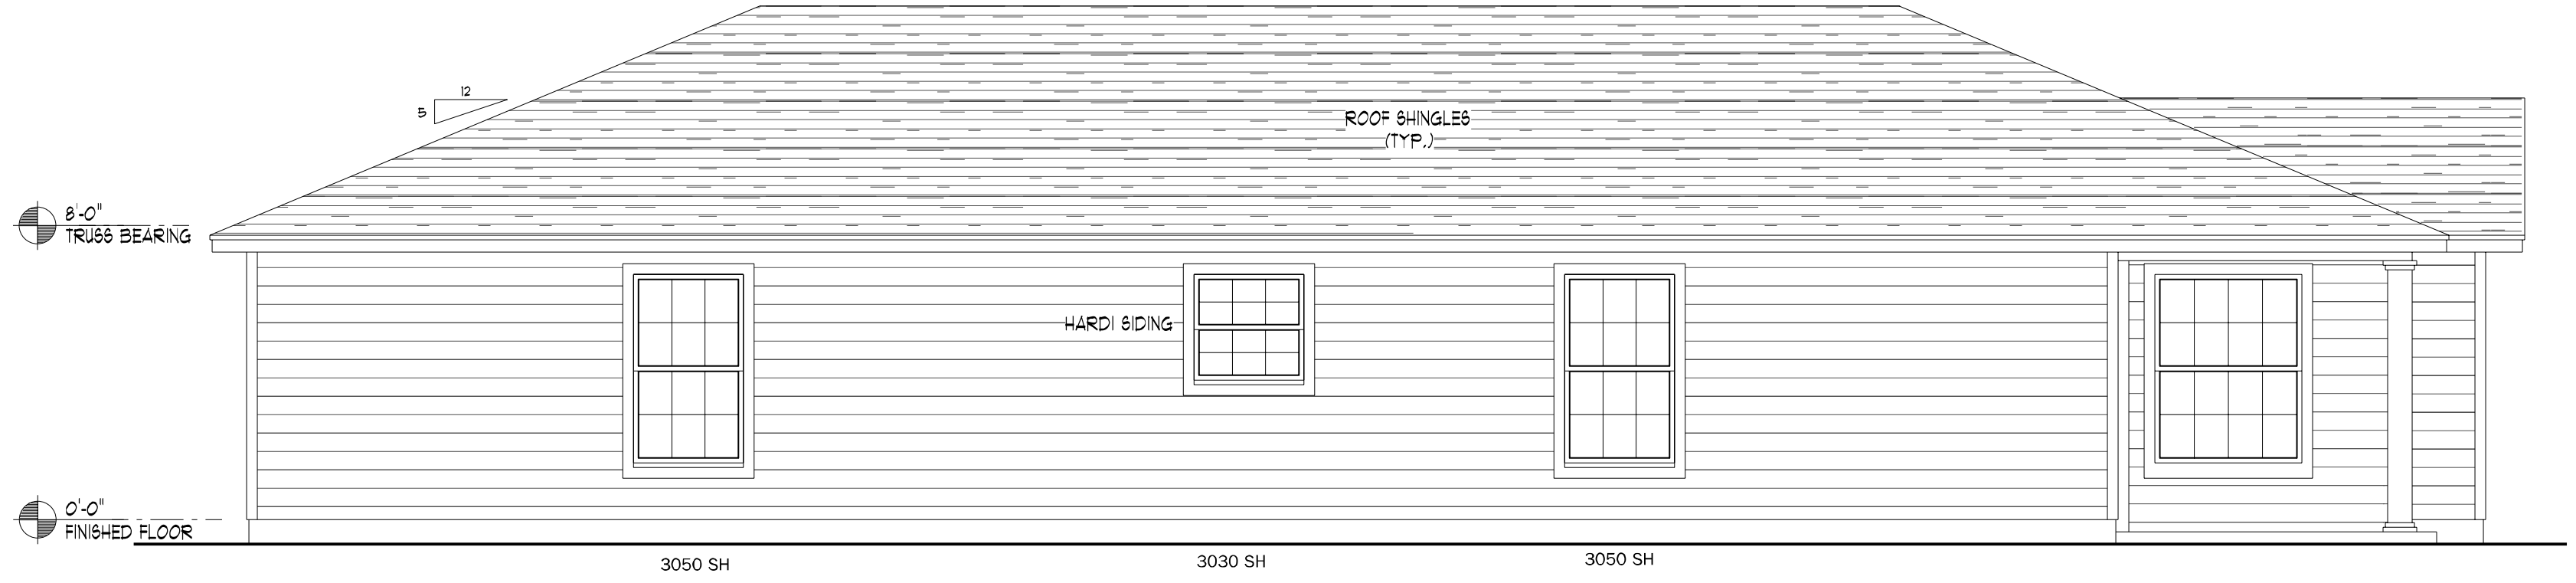 12
5
ROOF SHINGLES
(TYP.)
8'-0"
TRUSS BEARING
HARDI SIDING
0'-0"
FINISHED FLOOR
3050 SH
3030 SH
3050 SH